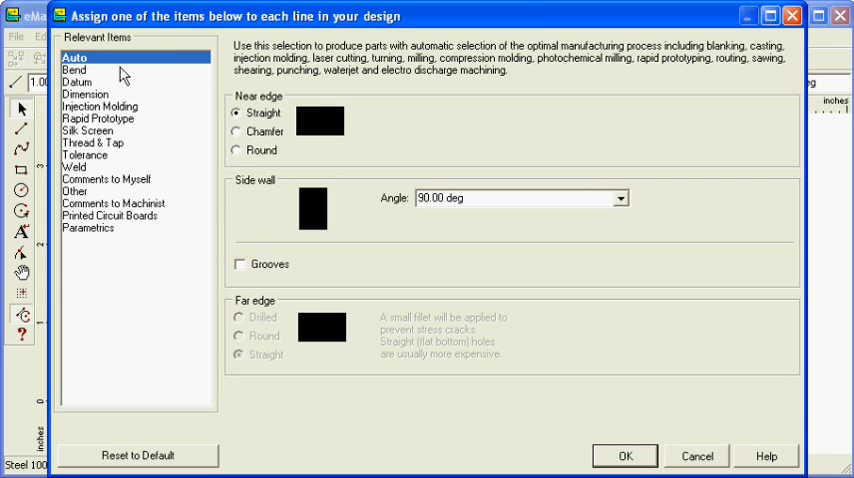 eMa
Assign one of the items below to each line in your design
File Ed
1.00
inches
Relevant Items
Auto
Bend
Datum
Dimension
Injection Molding
Rapid Prototype
Silk Screen
Thread & Tap
Tolerance
Weld
Comments to Myself
Other
Comments to Machinist
Printed Circuit Boards
Parametrics
Use this selection to produce parts with automatic selection of the optimal manufacturing process including blanking, casting,
injection molding, laser cutting, turning, milling, compression molding, photochemical milling, rapid prototyping, routing, sawing,
shearing, punching, waterjet and electro discharge machining.
Near edge
Straight
Chamfer
Round
Side wall
Angle: 90.00 deg
Grooves
Far edge
Drilled
Round
Straight
A small fillet will be applied to
prevent stress cracks.
Straight (flat bottom) holes
are usually more expensive.
3
2
1
0
inches
Reset to Default
OK
Cancel
Help
Steel 100